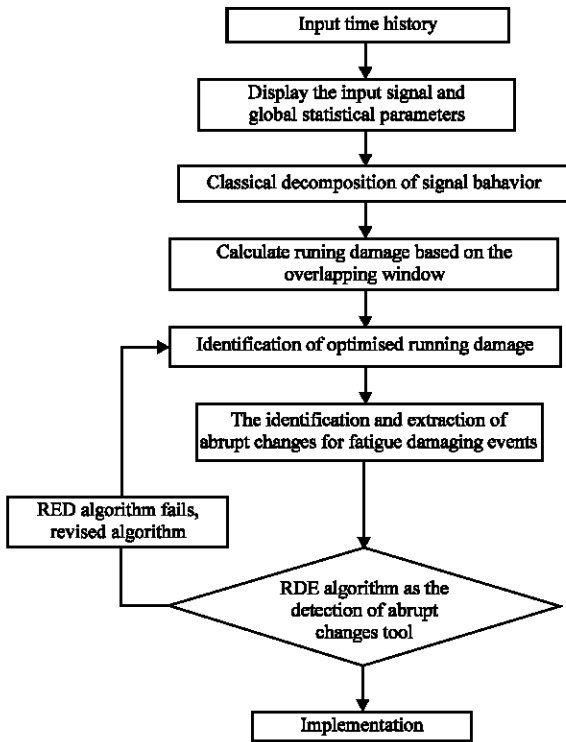 Input time history
Display the input signal and
global statistical parameters
Classical decomposition of signal bahavior
Calculate runing damage based on the
overlapping window
Identification of optimised running damage
The identification and extraction of
abrupt changes for fatigue damaging events
RED algorithm fails,
revised algorithm
RDE algorithm as the
detection of abrupt
changes tool
Implementation